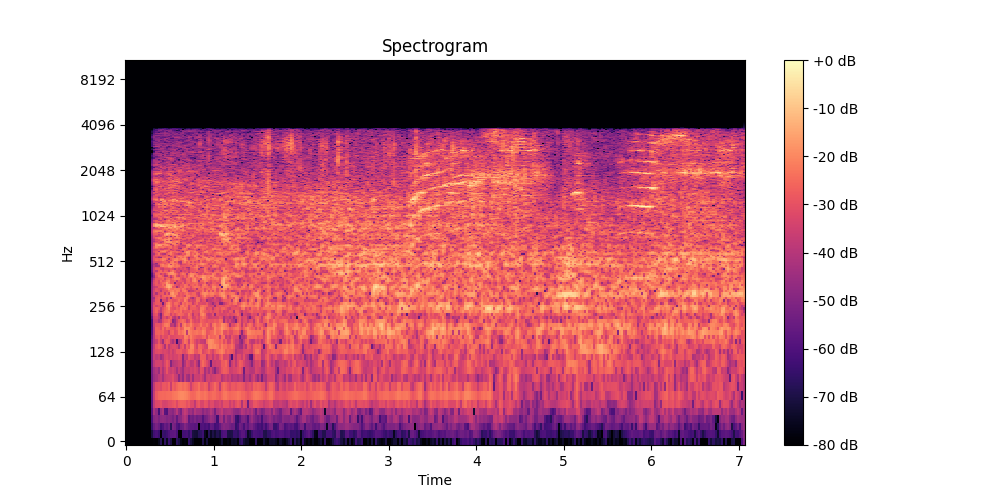 Spectrogram
8192
4096
2048
1024
512
256
128
64
0
Hz
0 1 2 3 4 5 6 7
Time
+0 dB
-10 dB
-20 dB
-30 dB
-40 dB
-50 dB
-60 dB
-70 dB
-80 dB